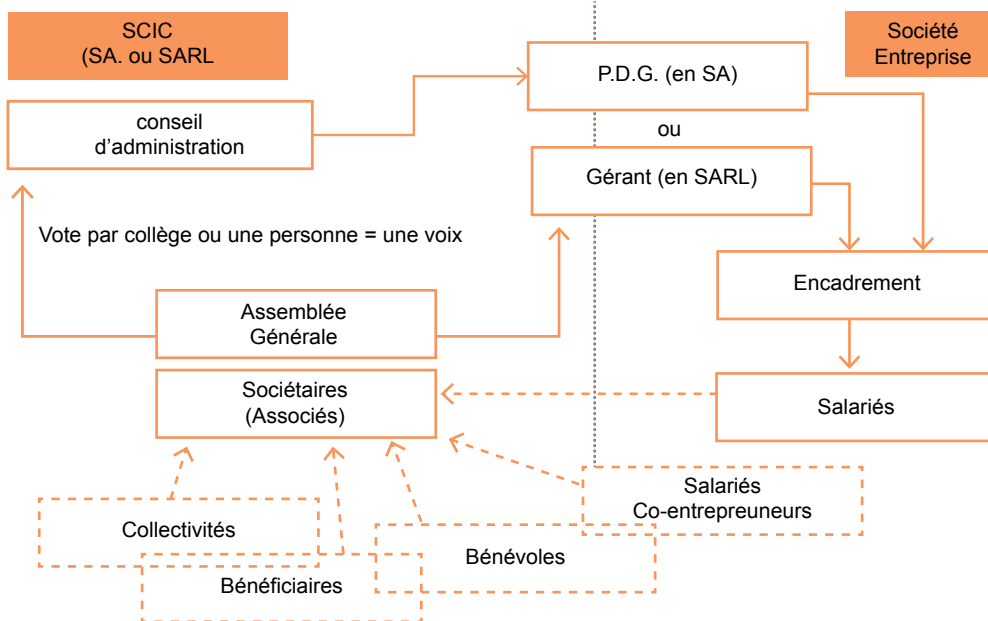 SCIC
(SA. ou SARL
Société
Entreprise
P.D.G. (en SA)
conseil
d’administration
ou
Gérant (en SARL)
Vote par collège ou une personne = une voix
Encadrement
Assemblée
Générale
Sociétaires
(Associés)
Salariés
Salariés
Co-entrepreuneurs
Collectivités
Bénévoles
Bénéficiaires